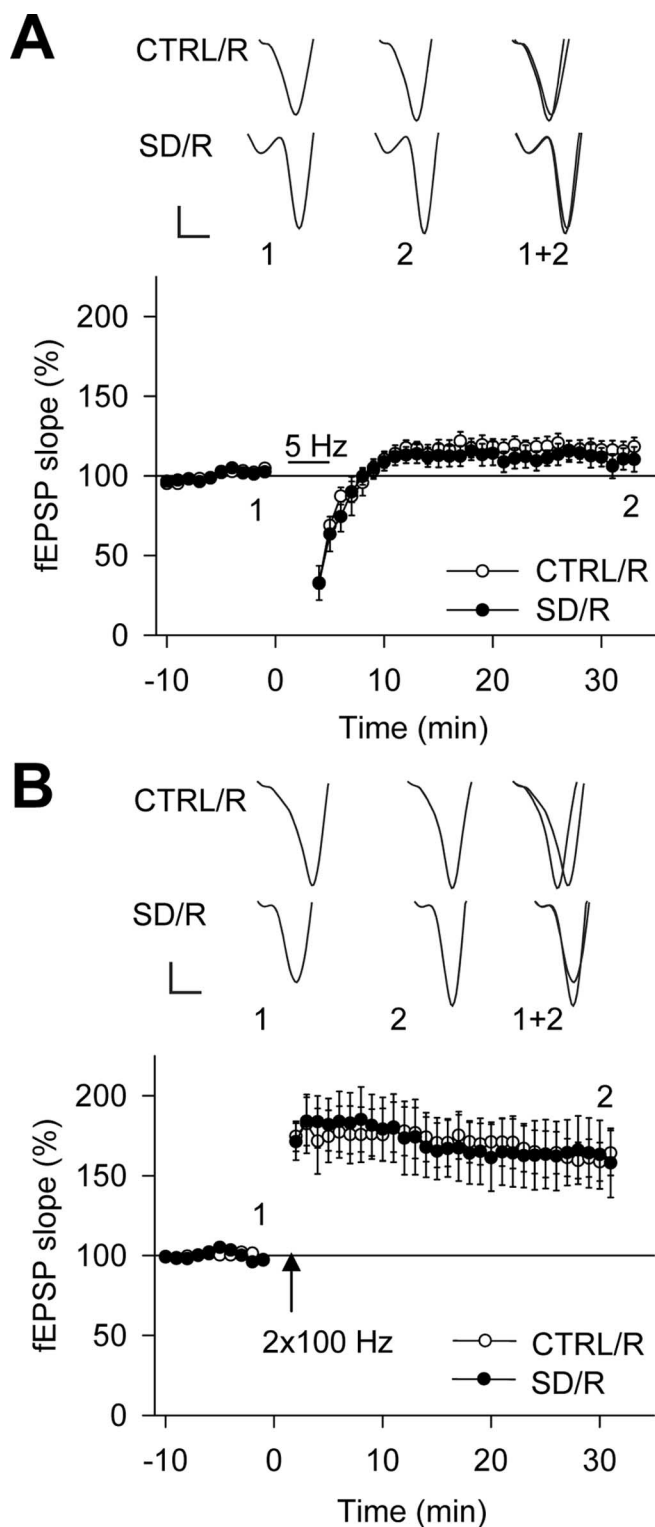 A
CTRL/R
SD/R
1 2 1+2
fEPSP slope (%)
200
150
100
50
0
5 Hz
1
2
CTRL/R
SD/R
-10 0 10 20 30
Time (min)
B
CTRL/R
SD/R
1 2 1+2
fEPSP slope (%)
200
150
100
50
0
2
1
2x100 Hz
CTRL/R
SD/R
-10 0 10 20 30
Time (min)